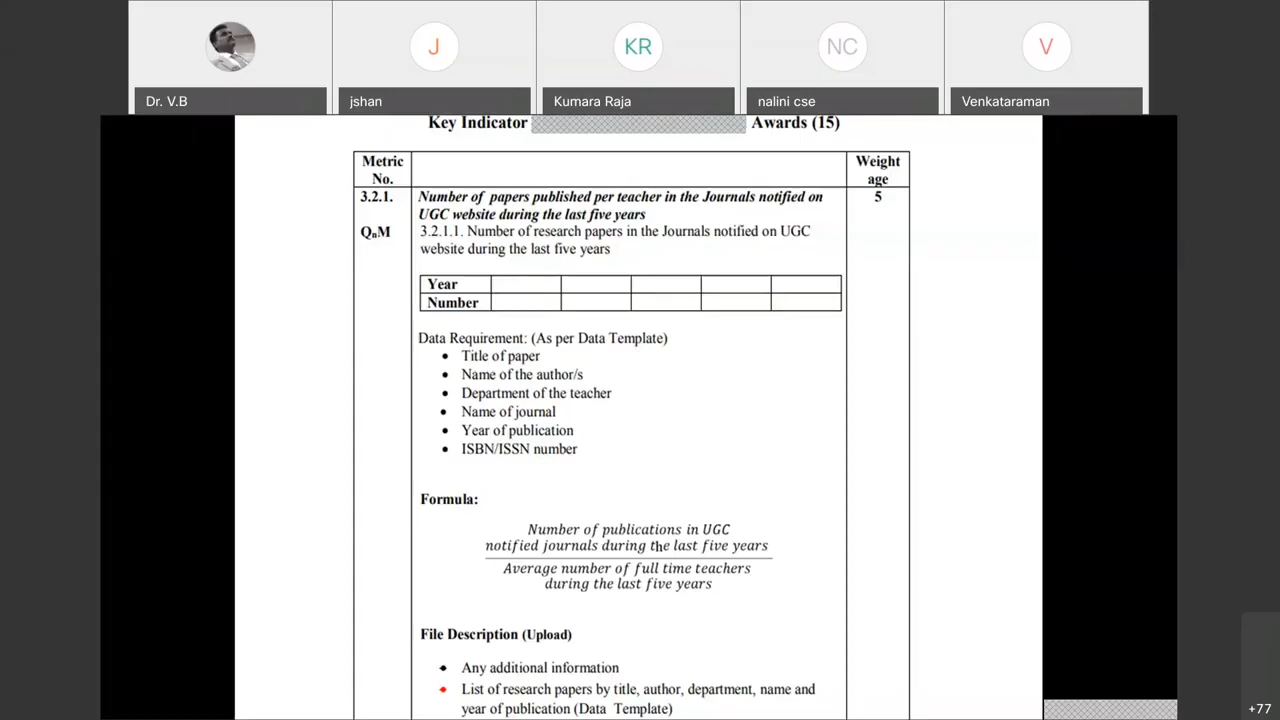 J
KR
NC
V
Dr. V.B
jshan
Kumara Raja
nalini cse
Venkataraman
Key Indicator Awards (15)
Metric No.
Weight age
3.2.1.
Number of papers published per teacher in the Journals notified on
UGC website during the last five years
5
QnM
3.2.1.1. Number of research papers in the Journals notified on UGC
website during the last five years
Year
Number
Data Requirement: (As per Data Template)
• Title of paper
• Name of the author/s
• Department of the teacher
• Name of journal
• Year of publication
• ISBN/ISSN number
Formula:
Number of publications in UGC
notified journals during the last five years
Average number of full time teachers
during the last five years
File Description (Upload)
• Any additional information
• List of research papers by title, author, department, name and
year of publication (Data Template)
+77